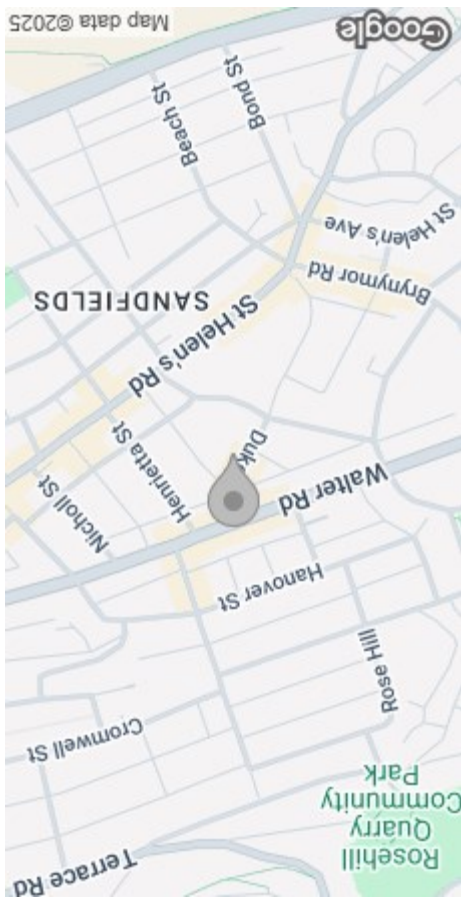 Rosehill
Quarry
Community
Park
Terrace Rd
Cromwell St
Rose Hill
Hanover St
Walter Rd
Nicholl St
Henrietta St
Duk
St Helen's Rd
SANDFIELDS
Brynymor Rd
St Helen's Ave
Beach St
Bond St
Google
Map data ©2025